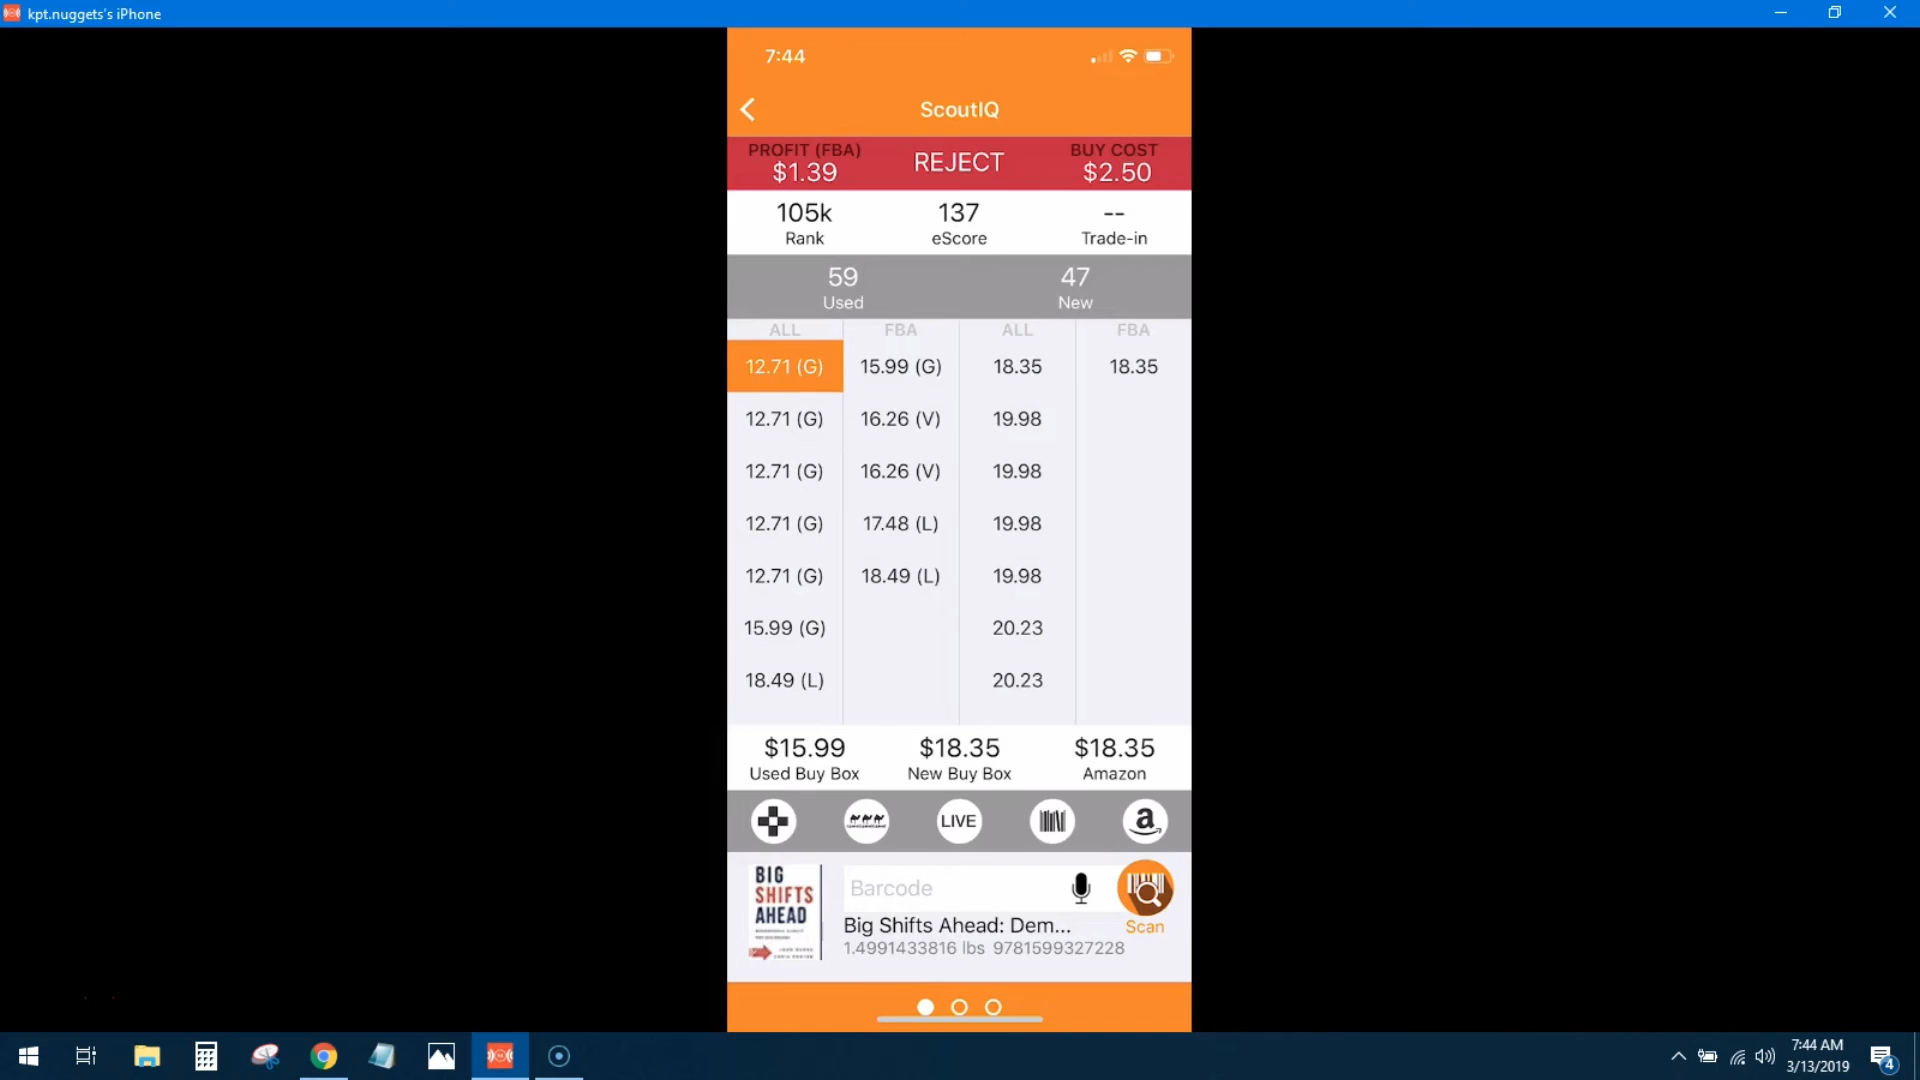 kpt.nuggets's iPhone
7:44
ScoutIQ
PROFIT (FBA) REJECT BUY COST
$1.39 $2.50
105k 137 --
Rank eScore Trade-in
59 47
Used New
ALL FBA ALL FBA
12.71 (G) 15.99 (G) 18.35 18.35
12.71 (G) 16.26 (V) 19.98
12.71 (G) 16.26 (V) 19.98
12.71 (G) 17.48 (L) 19.98
12.71 (G) 18.49 (L) 19.98
15.99 (G) 20.23
18.49 (L) 20.23
$15.99 $18.35 $18.35
Used Buy Box New Buy Box Amazon
LIVE a
BIG
SHIFTS
AHEAD
Barcode
Big Shifts Ahead: Dem...
Scan
1.4991433816 lbs 9781599327228
7:44 AM
3/13/2019
4